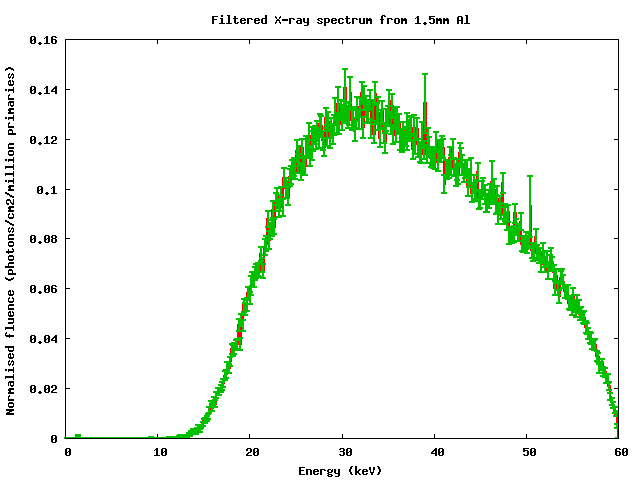 Filtered X-ray spectrum from 1.5mm Al
Normalised fluence (photons/cm2/million primaries)
0.16
0.14
0.12
0.1
0.08
0.06
0.04
0.02
0
0 10 20 30 40 50 60
Energy (keV)